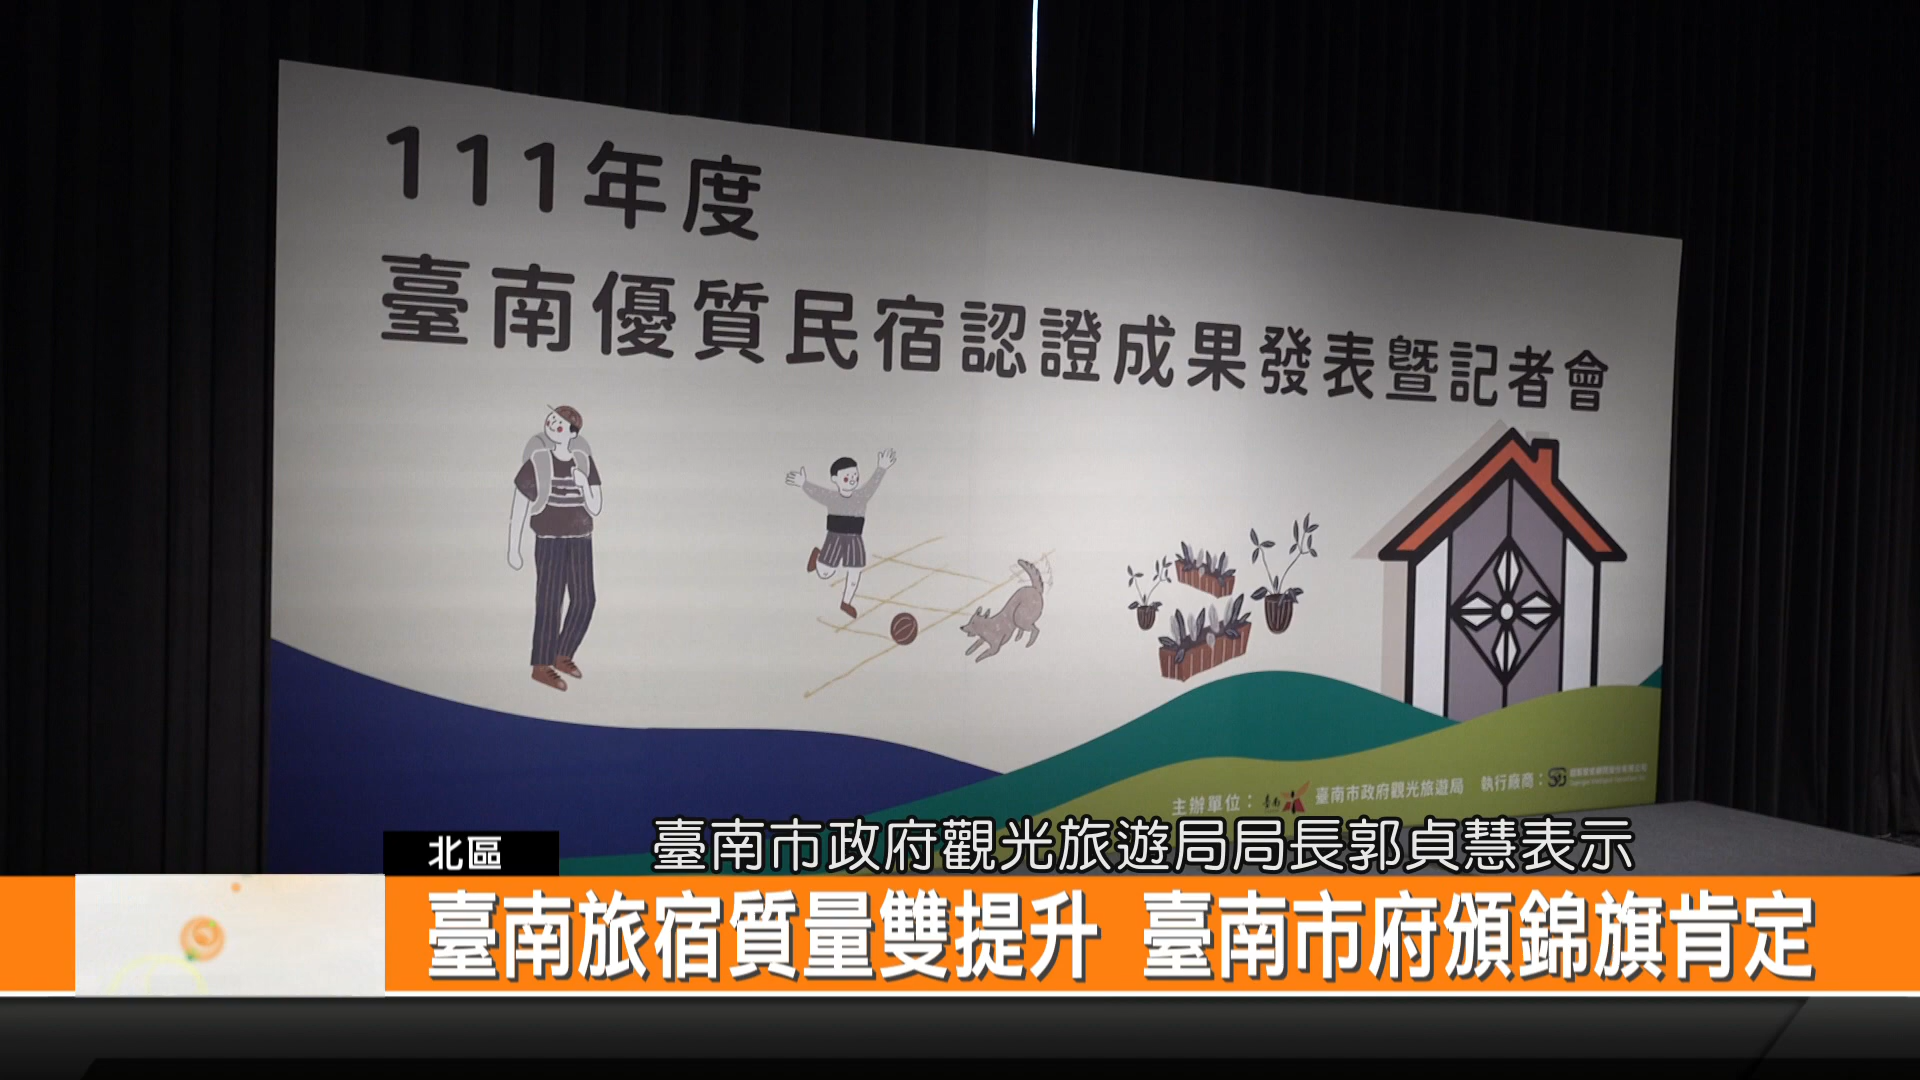 111年度
臺南優質民宿認證成果發表暨記者會
主辦單位：臺南 臺南市政府觀光旅遊局 執行廠商：
北區
臺南市政府觀光旅遊局局長郭貞慧表示
臺南旅宿質量雙提升 臺南市府頒錦旗肯定